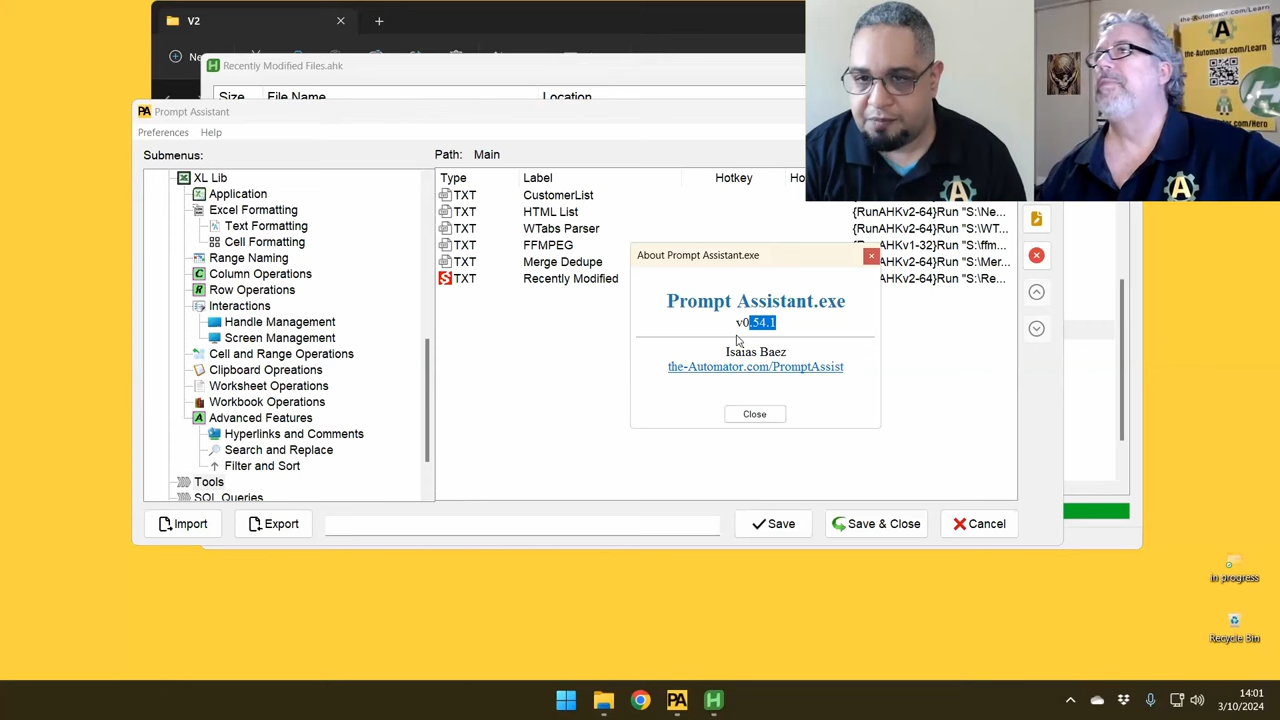 V2
Ne
Recently Modified Files.ahk
Size File Name Location
Prompt Assistant
Preferences Help
Submenus: Path: Main
XL Lib
Application
Excel Formatting
Text Formatting
Cell Formatting
Range Naming
Column Operations
Row Operations
Interactions
Handle Management
Screen Management
Cell and Range Operations
Clipboard Opreations
Worksheet Operations
Workbook Operations
Advanced Features
Hyperlinks and Comments
Search and Replace
Filter and Sort
Tools
SQL Queries
Type Label Hotkey Ho
TXT CustomerList
TXT HTML List {RunAHKv2-64}Run "S:\Ne...
TXT WTabs Parser {RunAHKv2-64}Run "S:\WT...
TXT FFMPEG {RunAHKv1-32}Run "S:\ffm...
TXT Merge Dedupe {RunAHKv2-64}Run "S:\Mer...
TXT Recently Modified {RunAHKv2-64}Run "S:\Re...
About Prompt Assistant.exe
Prompt Assistant.exe
v0.54.1
Isaias Baez
the-Automator.com/PromptAssist
Close
Import Export Save Save & Close Cancel
the-Automator.com/Learn
In progress
Recycle Bin
14:01
3/10/2024